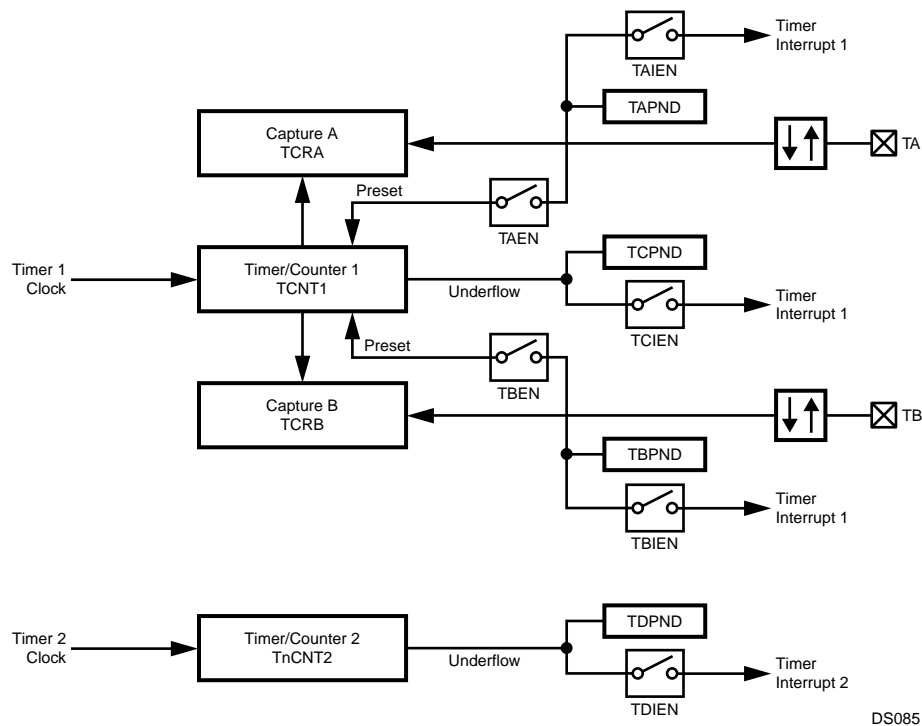 Timer
Interrupt 1
TAIEN
TAPND
Capture A
TCRA
TA
Preset
TAEN
Timer 1
Clock
Timer/Counter 1
TCNT1
Underflow
TCPND
TCIEN
Timer
Interrupt 1
Preset
TBEN
Capture B
TCRB
TB
TBPND
TBIEN
Timer
Interrupt 1
Timer 2
Clock
Timer/Counter 2
TnCNT2
Underflow
TDPND
TDIEN
Timer
Interrupt 2
DS085